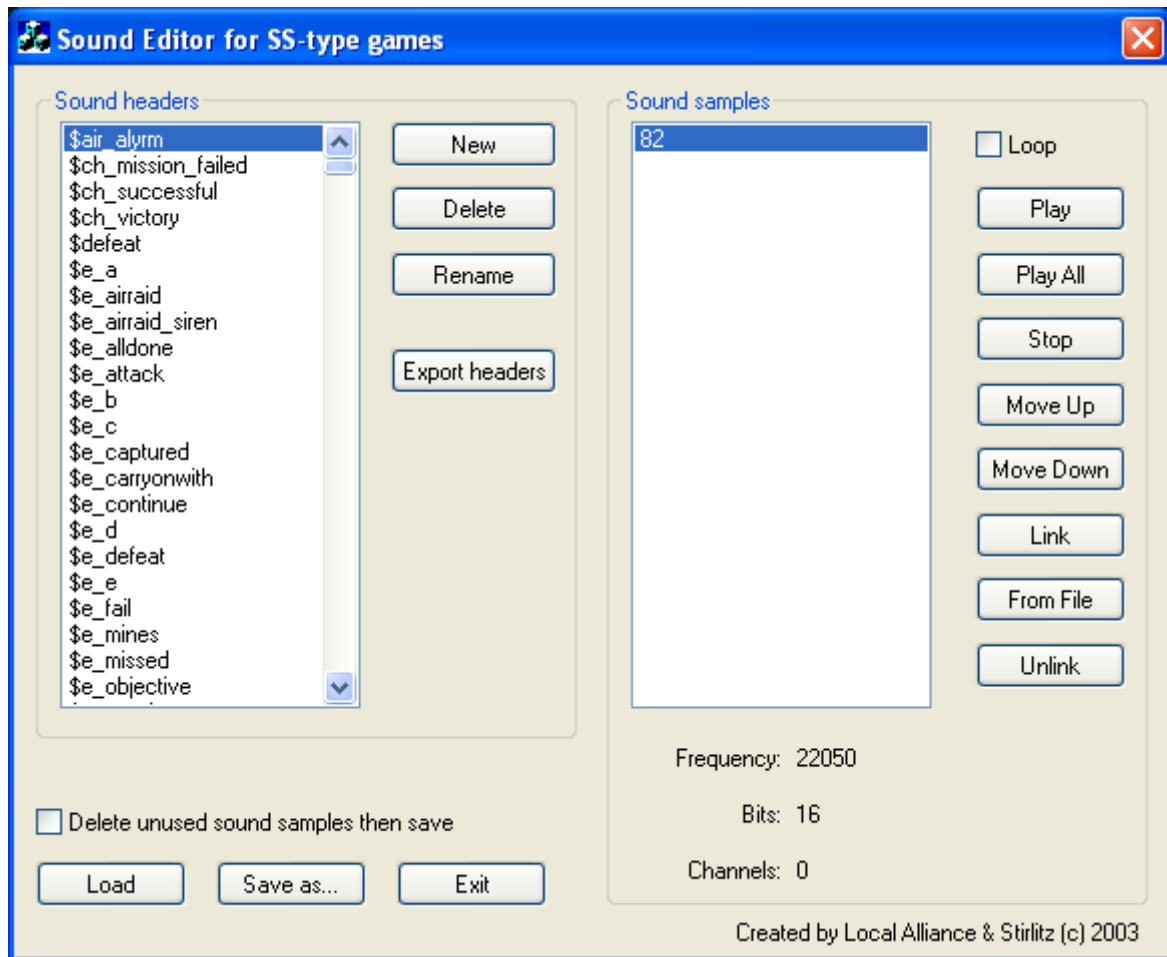 Sound Editor for SS-type games
Sound headers
$air_alyrm
$ch_mission_failed
$ch_successful
$ch_victory
$defeat
$e_a
$e_airraid
$e_airraid_siren
$e_alldone
$e_attack
$e_b
$e_c
$e_captured
$e_carryonwith
$e_continue
$e_d
$e_defeat
$e_e
$e_fail
$e_mines
$e_missed
$e_objective
New
Delete
Rename
Export headers
Sound samples
82
Loop
Play
Play All
Stop
Move Up
Move Down
Link
From File
Unlink
Frequency: 22050
Bits: 16
Channels: 0
Delete unused sound samples then save
Load
Save as...
Exit
Created by Local Alliance & Stirlitz (c) 2003